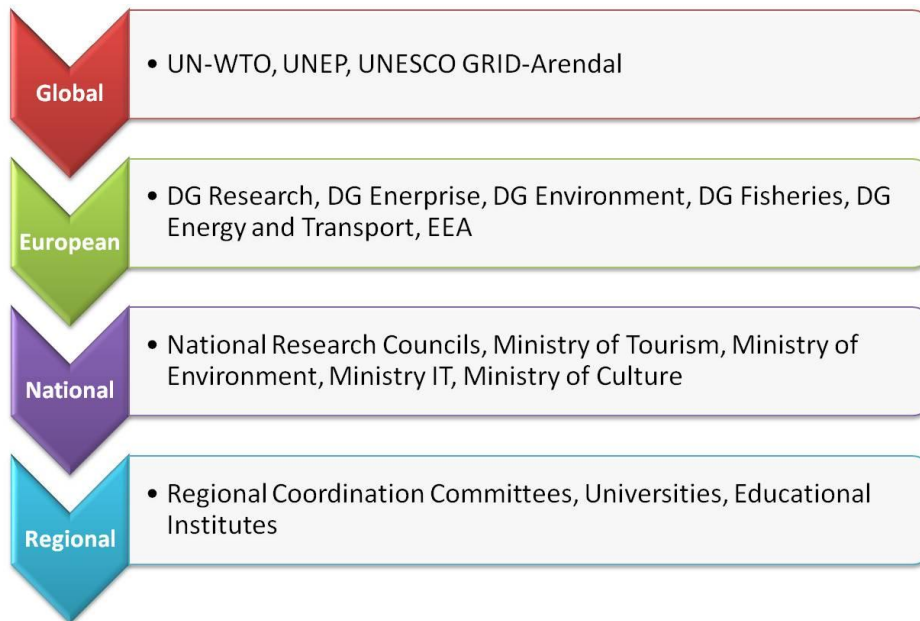 Global
• UN-WTO, UNEP, UNESCO GRID-Arendal
European
• DG Research, DG Enerprise, DG Environment, DG Fisheries, DG
Energy and Transport, EEA
National
• National Research Councils, Ministry of Tourism, Ministry of
Environment, Ministry IT, Ministry of Culture
Regional
• Regional Coordination Committees, Universities, Educational
Institutes